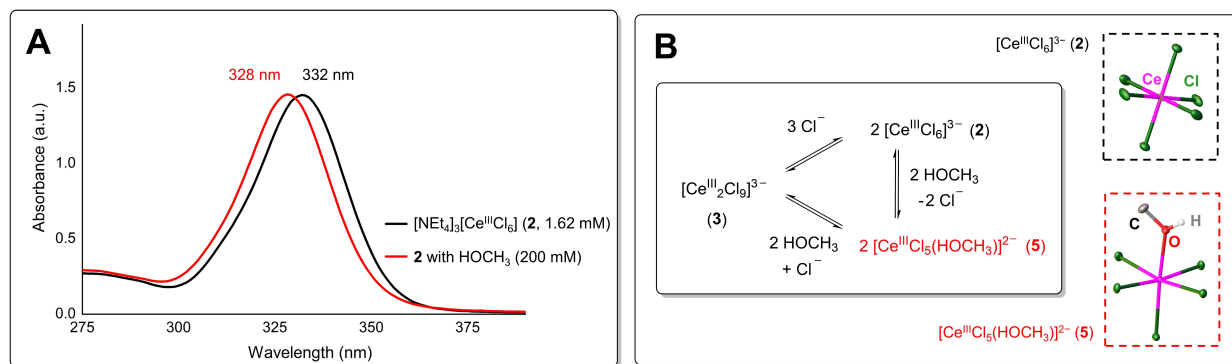 A
328 nm
332 nm
1.5
1.0
0.5
0.0
Absorbance (a.u.)
275
300
325
350
375
Wavelength (nm)
[NEt₄]₃[CeᴵᴵᴵCl₆] (2, 1.62 mM)
2 with HOCH₃ (200 mM)
B
[CeᴵᴵᴵCl₆]³⁻ (2)
Ce
Cl
3 Cl⁻
2 [CeᴵᴵᴵCl₆]³⁻ (2)
[Ceᴵᴵᴵ₂Cl₉]³⁻
(3)
2 HOCH₃
-2 Cl⁻
2 HOCH₃
+ Cl⁻
2 [CeᴵᴵᴵCl₅(HOCH₃)]²⁻ (5)
C
H
O
[CeᴵᴵᴵCl₅(HOCH₃)]²⁻ (5)